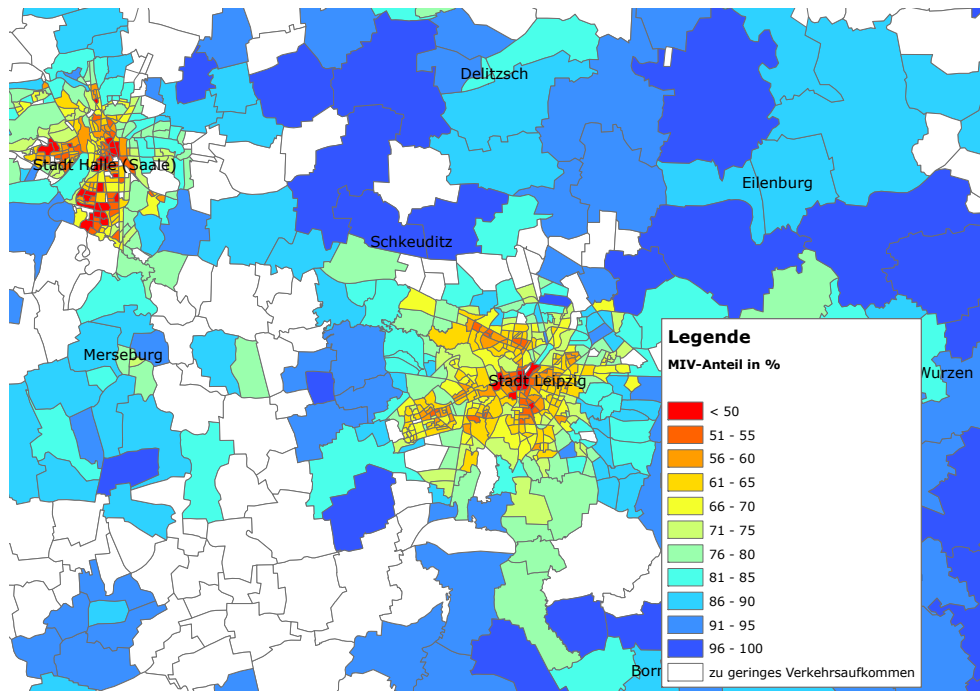 Delitzsch
Stadt Halle (Saale)
Eilenburg
Schkeuditz
Merseburg
Stadt Leipzig
Wurzen
Born
Legende
MIV-Anteil in %
< 50
51 - 55
56 - 60
61 - 65
66 - 70
71 - 75
76 - 80
81 - 85
86 - 90
91 - 95
96 - 100
zu geringes Verkehrsaufkommen